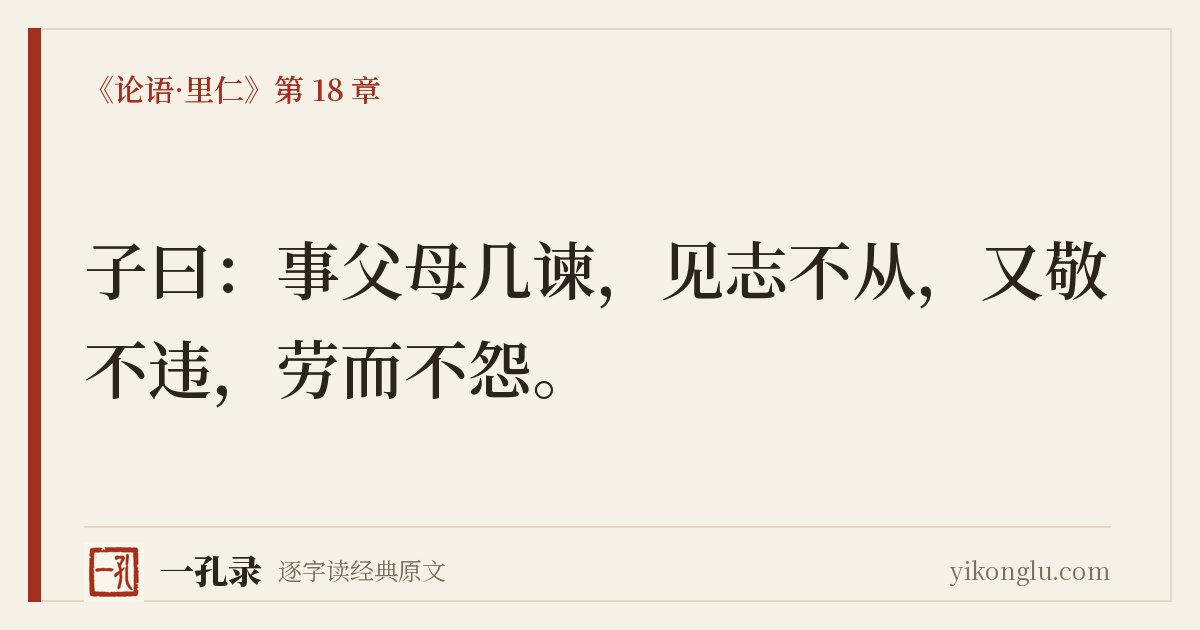 《论语·里仁》第 18 章
子曰：事父母几谏，见志不从，又敬
不违，劳而不怨。
一孔
一孔录 逐字读经典原文
yikonglu.com